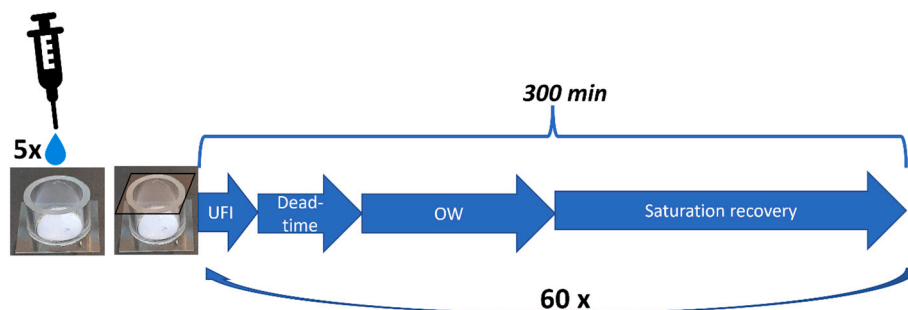 300 min
5x
UFI
Dead-
time
OW
Saturation recovery
60 x